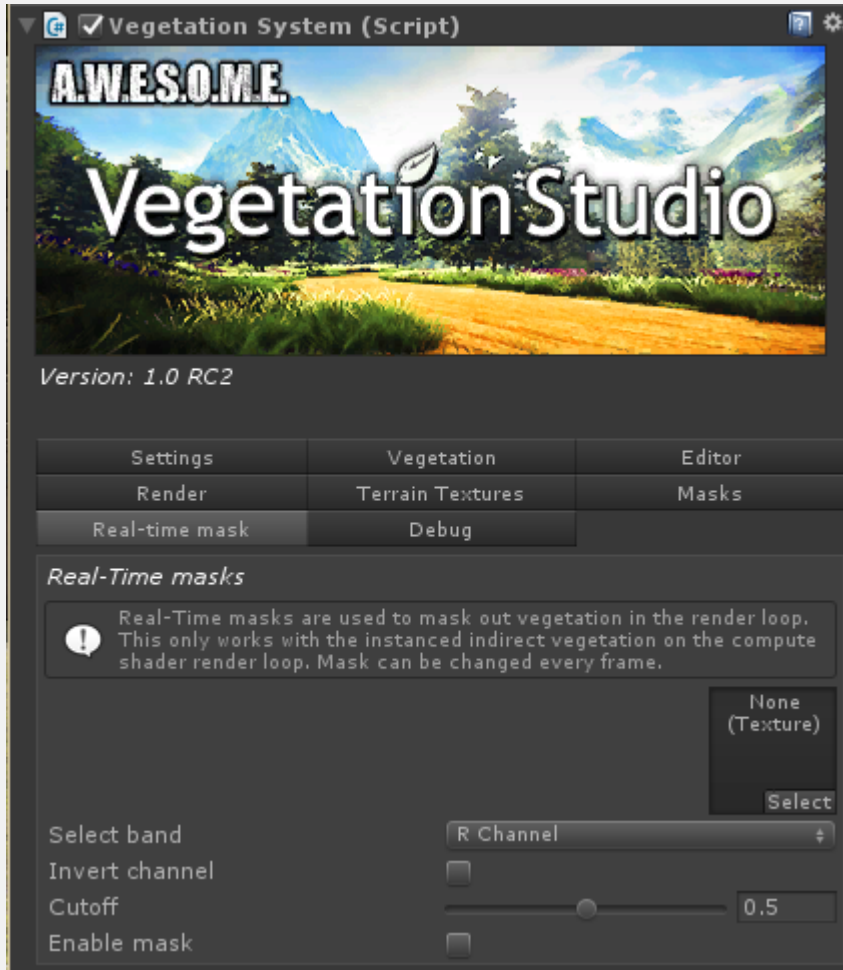 Vegetation System (Script)
A.W.E.S.O.M.E.
Vegetation Studio
Version: 1.0 RC2
Settings
Vegetation
Editor
Render
Terrain Textures
Masks
Real-time mask
Debug
Real-Time masks
Real-Time masks are used to mask out vegetation in the render loop.
This only works with the instanced indirect vegetation on the compute
shader render loop. Mask can be changed every frame.
None
(Texture)
Select
Select band
R Channel
Invert channel
Cutoff
0.5
Enable mask